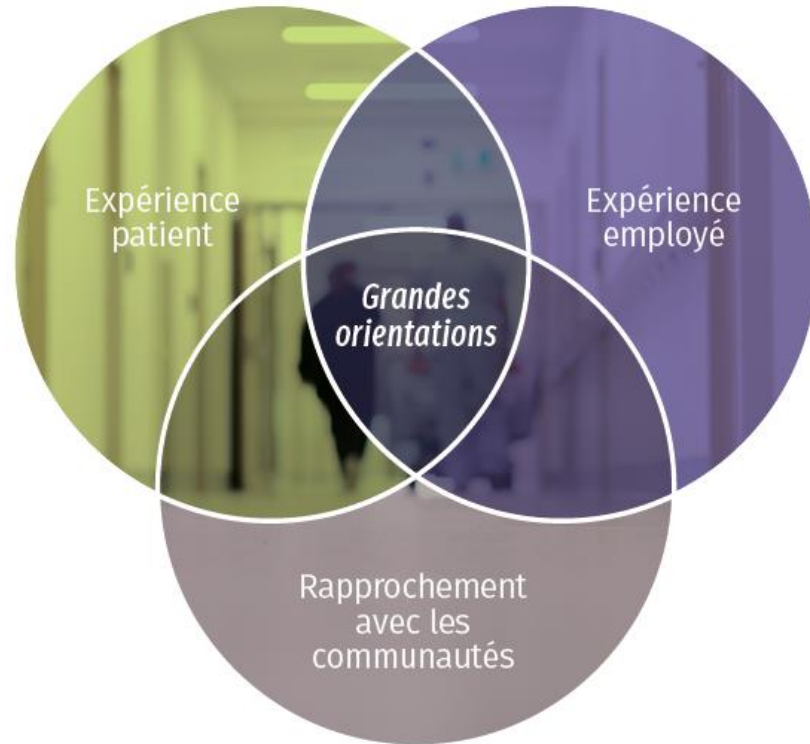 Expérience
patient
Expérience
employé
Grandes
orientations
Rapprochement
avec les
communautés